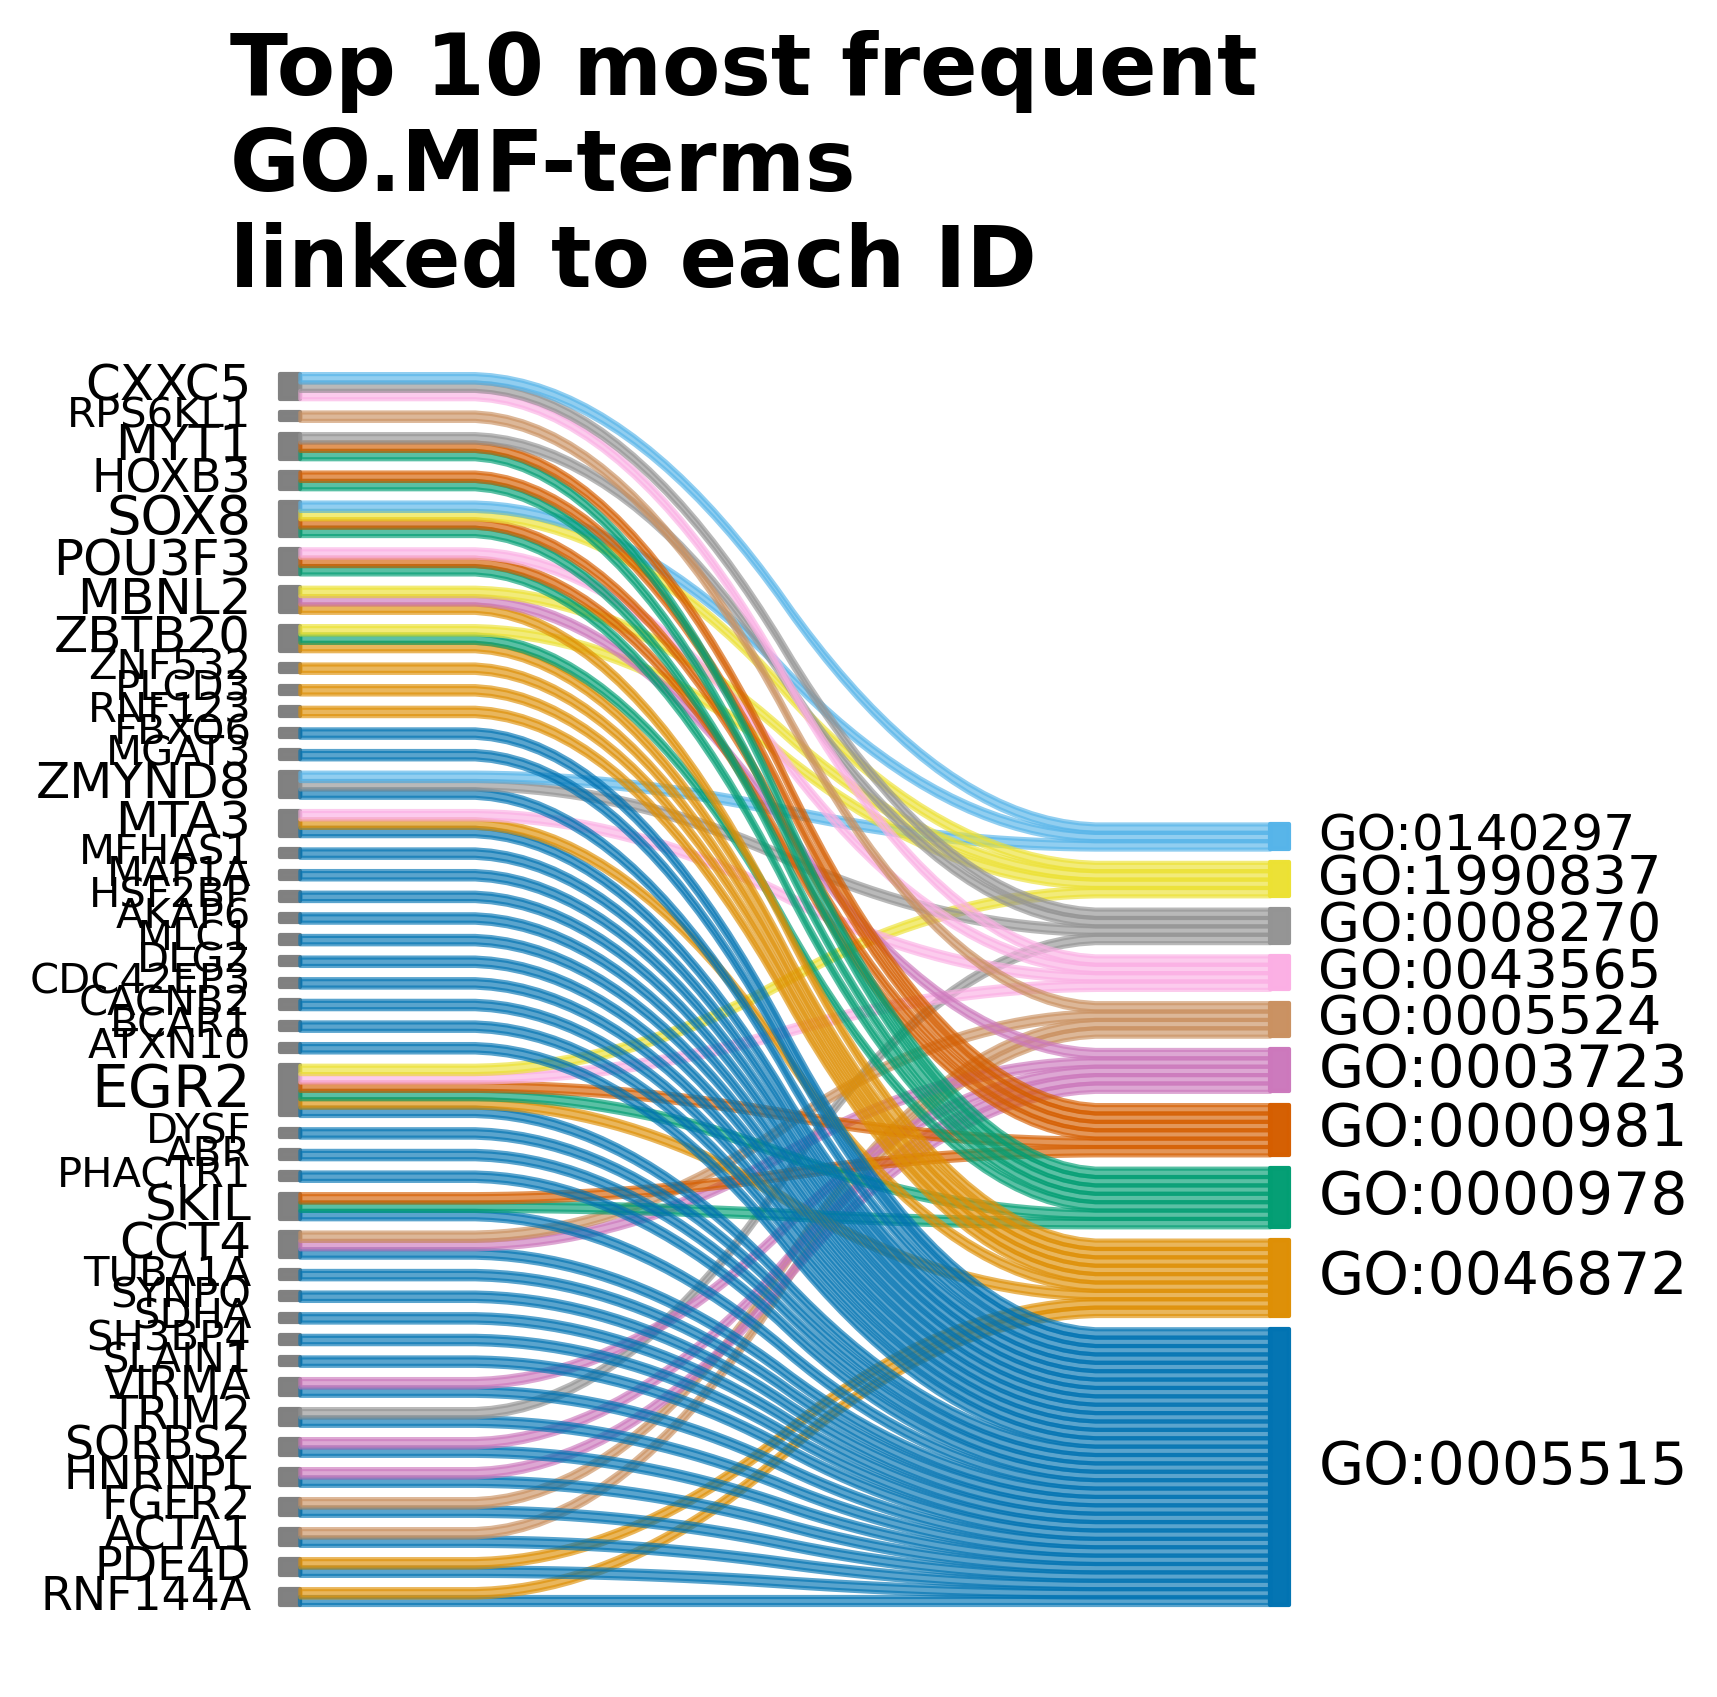 Top 10 most frequent
GO.MF-terms
linked to each ID
CXXC5
RPS6KL1
MYT1
HOXB3
SOX8
POU3F3
MBNL2
ZBTB20
ZNF532
PLCD3
RNF123
FBXO6
MGAT3
ZMYND8
MTA3
MFHAS1
MAP1A
HSF2BP
AKAP6
MLC1
DLG2
CDC42EP3
CACNB2
BCAR1
ATXN10
EGR2
DYSF
ABR
PHACTR1
SKIL
CCT4
TUBA1A
SYNPO
SDHA
SH3BP4
SLAIN1
VIRMA
TRIM2
SORBS2
HNRNPL
FGFR2
ACTA1
PDE4D
RNF144A
GO:0140297
GO:1990837
GO:0008270
GO:0043565
GO:0005524
GO:0003723
GO:0000981
GO:0000978
GO:0046872
GO:0005515